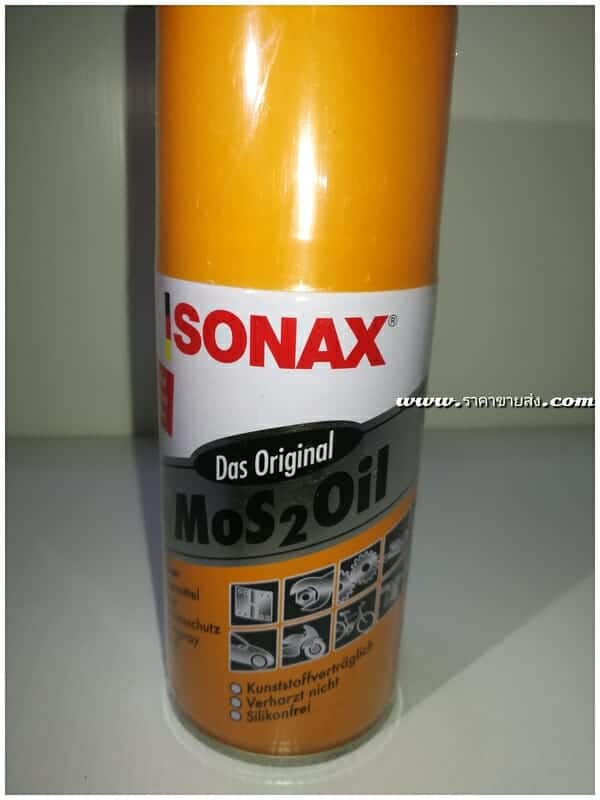 SONAX®
www.ราคาขายส่ง.com
Das Original
MoS2Oil
Kunststoffverträglich
Verharzt nicht
Silikonfrei